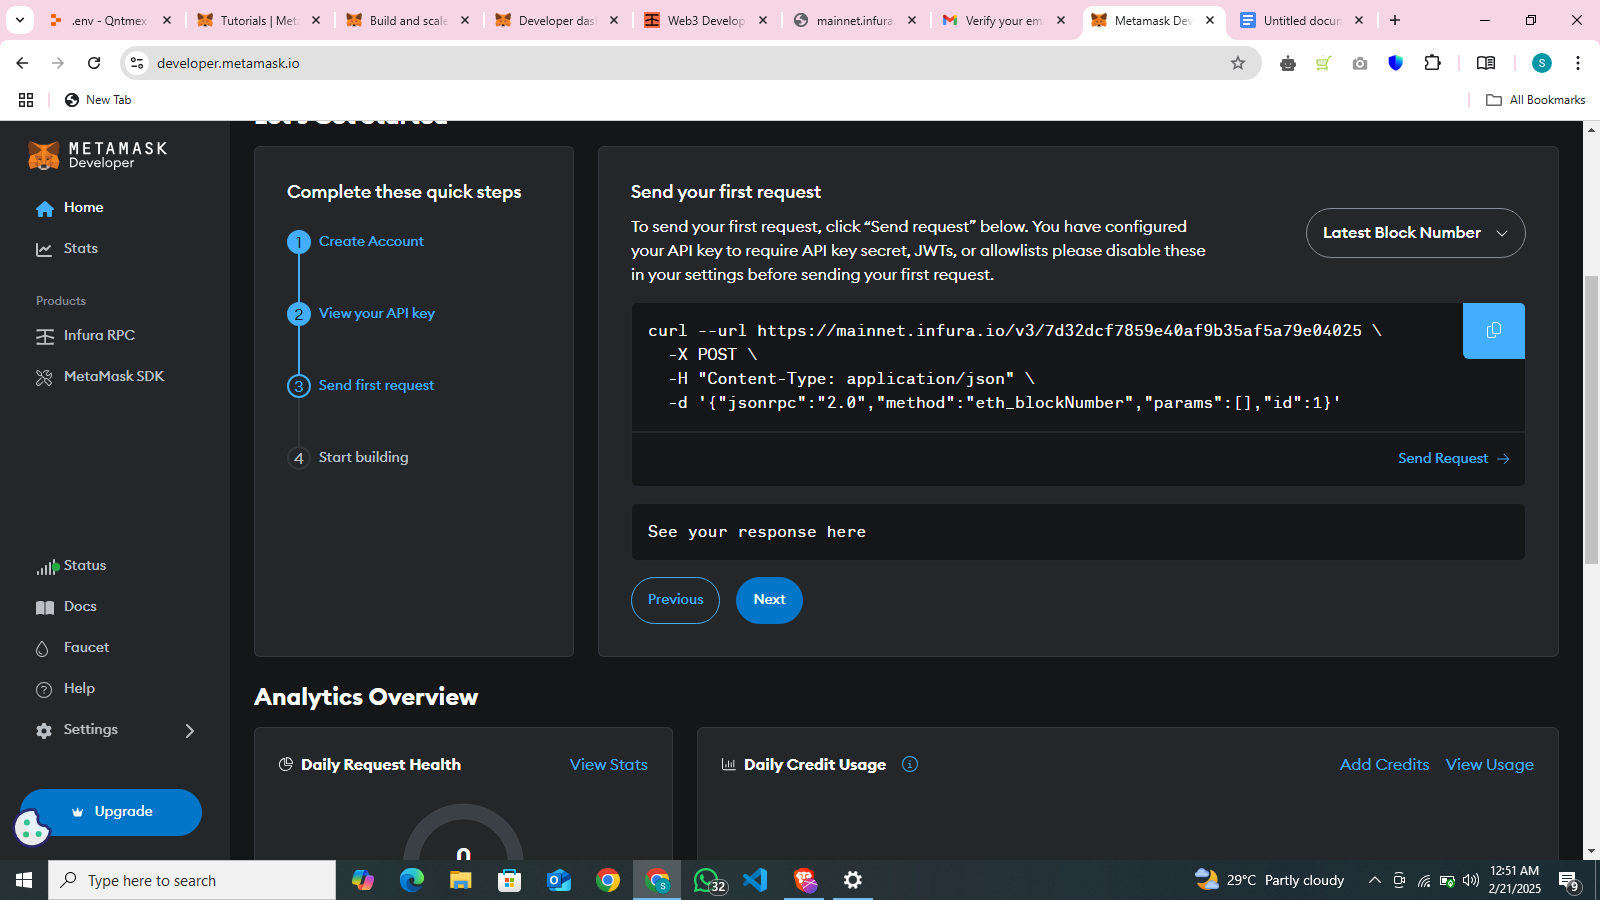 .env - Qntmex
Tutorials | Met
Build and scale
Developer das
Web3 Develop
mainnet.infura
Verify your em
Metamask Dev
Untitled docum
developer.metamask.io
S
New Tab
All Bookmarks
METAMASK
Developer
Home
Stats
Products
Infura RPC
MetaMask SDK
Status
Docs
Faucet
Help
Settings
Upgrade
Let's Get Started
Complete these quick steps
1 Create Account
2 View your API key
3 Send first request
4 Start building
Send your first request
To send your first request, click “Send request” below. You have configured
your API key to require API key secret, JWTs, or allowlists please disable these
in your settings before sending your first request.
Latest Block Number
curl --url https://mainnet.infura.io/v3/7d32dcf7859e40af9b35af5a79e04025 \
-X POST \
-H "Content-Type: application/json" \
-d '{"jsonrpc":"2.0","method":"eth_blockNumber","params":[],"id":1}'
Send Request →
See your response here
Previous
Next
Analytics Overview
Daily Request Health
View Stats
0
Daily Credit Usage
Add Credits
View Usage
Type here to search
S
32
29°C Partly cloudy
12:51 AM
2/21/2025
9